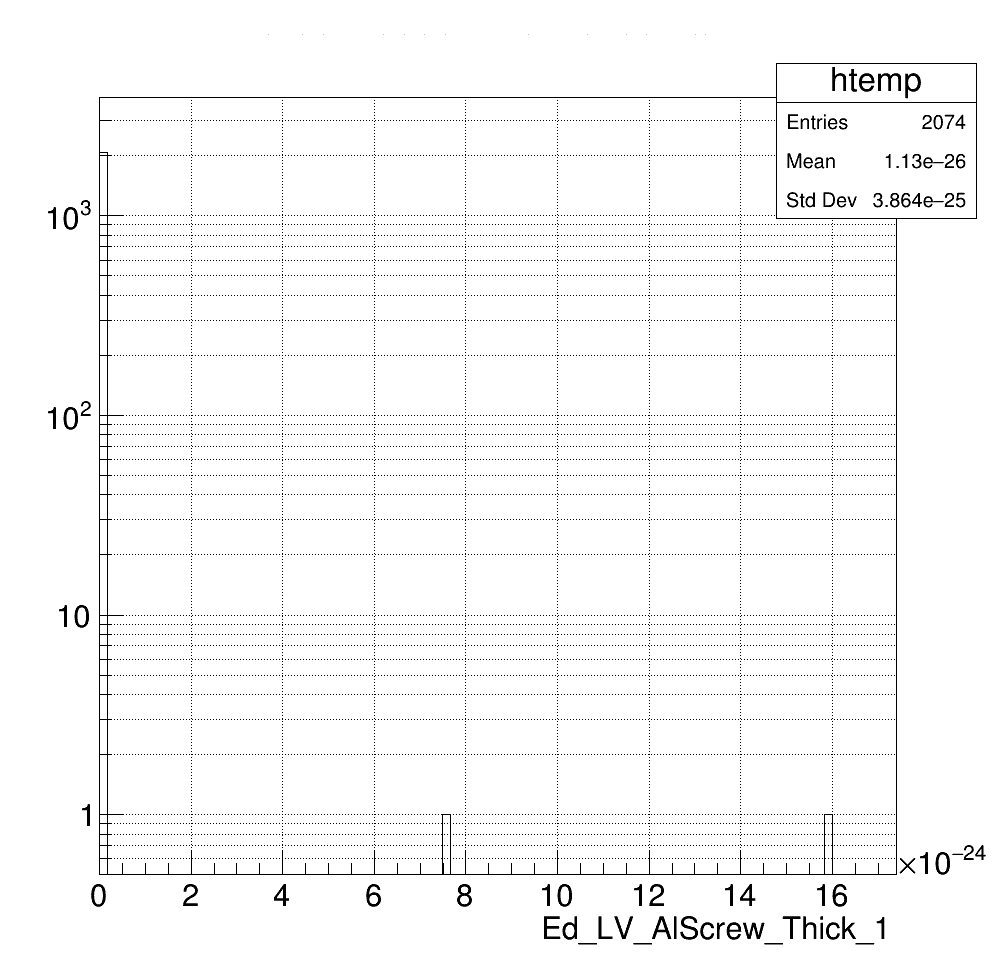 htemp
Entries 2074
Mean 1.13e−26
Std Dev 3.864e−25
10³
10²
10
1
0 2 4 6 8 10 12 14 16
×10⁻²⁴
Ed_LV_AlScrew_Thick_1